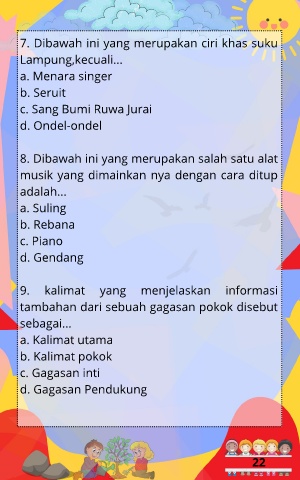 7. Dibawah ini yang merupakan ciri khas suku
Lampung,kecuali...
a. Menara singer
b. Seruit
c. Sang Bumi Ruwa Jurai
d. Ondel-ondel
8. Dibawah ini yang merupakan salah satu alat
musik yang dimainkan nya dengan cara ditup
adalah...
a. Suling
b. Rebana
c. Piano
d. Gendang
9. kalimat yang menjelaskan informasi
tambahan dari sebuah gagasan pokok disebut
sebagai...
a. Kalimat utama
b. Kalimat pokok
c. Gagasan inti
d. Gagasan Pendukung
22